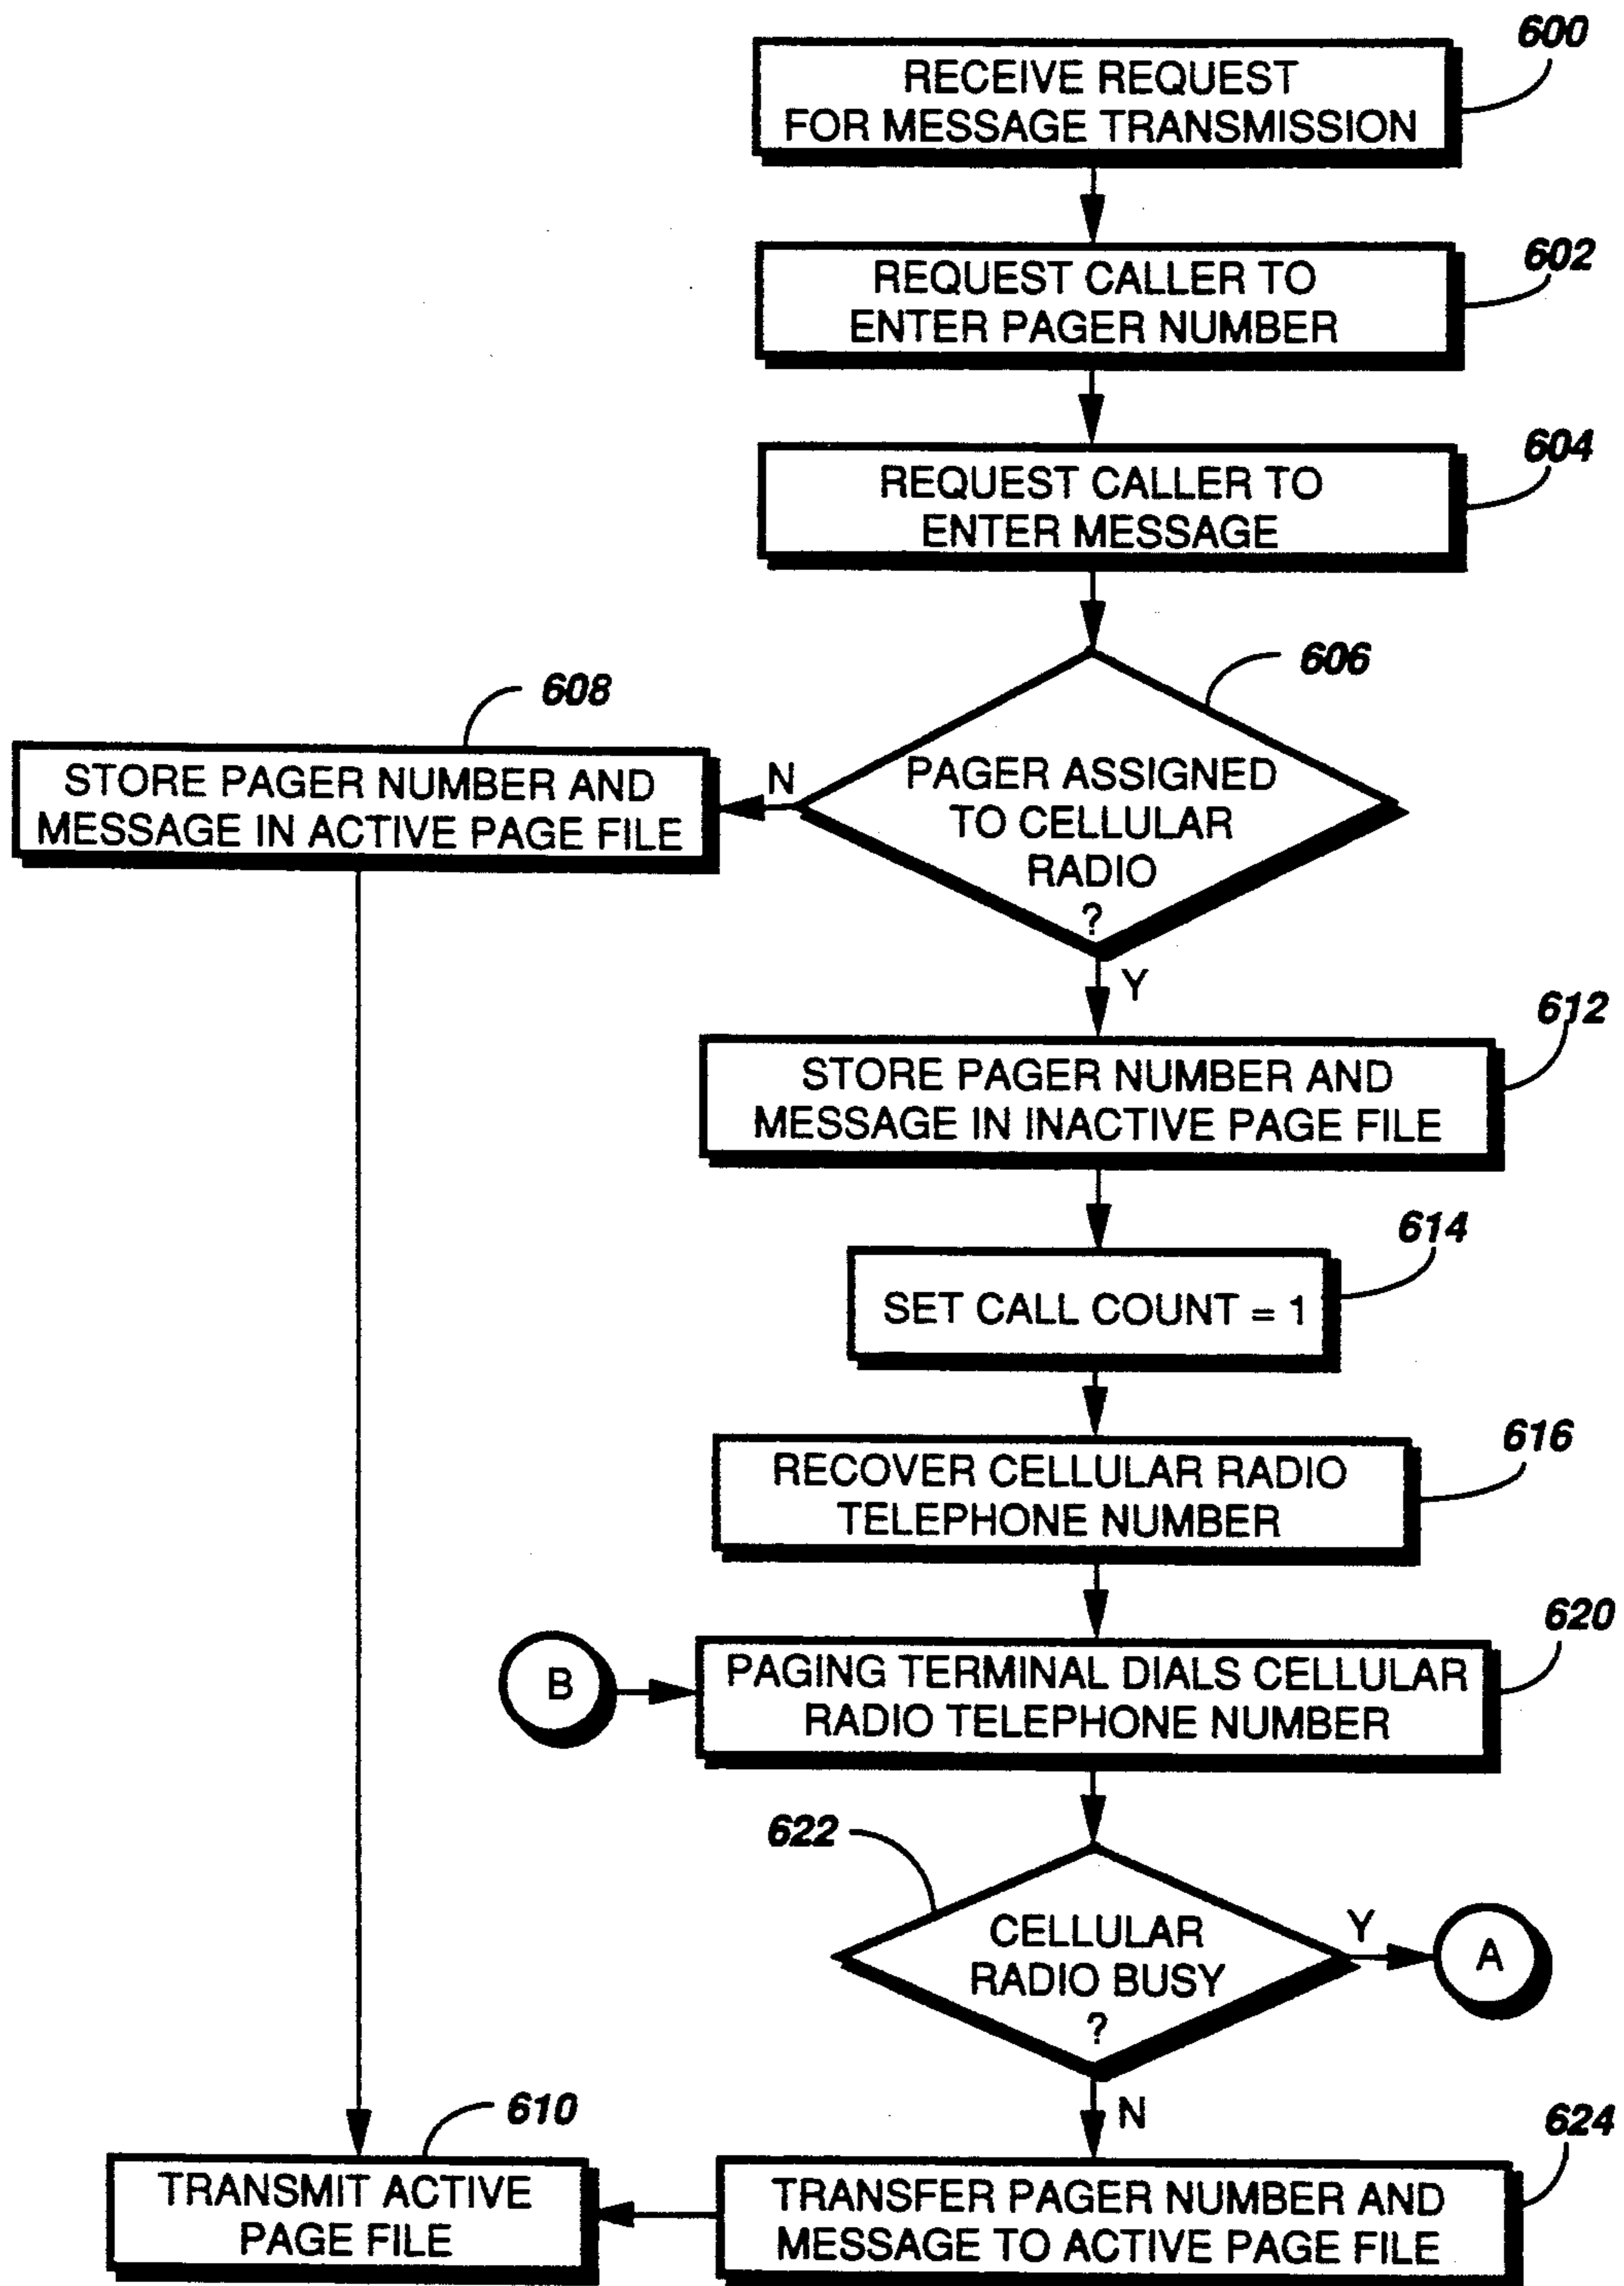 600
RECEIVE REQUEST
FOR MESSAGE TRANSMISSION
602
REQUEST CALLER TO
ENTER PAGER NUMBER
604
REQUEST CALLER TO
ENTER MESSAGE
606
PAGER ASSIGNED
TO CELLULAR
RADIO
?
N
608
STORE PAGER NUMBER AND
MESSAGE IN ACTIVE PAGE FILE
Y
612
STORE PAGER NUMBER AND
MESSAGE IN INACTIVE PAGE FILE
614
SET CALL COUNT = 1
616
RECOVER CELLULAR RADIO
TELEPHONE NUMBER
620
B
PAGING TERMINAL DIALS CELLULAR
RADIO TELEPHONE NUMBER
622
CELLULAR
RADIO BUSY
?
Y
A
N
610
TRANSMIT ACTIVE
PAGE FILE
624
TRANSFER PAGER NUMBER AND
MESSAGE TO ACTIVE PAGE FILE